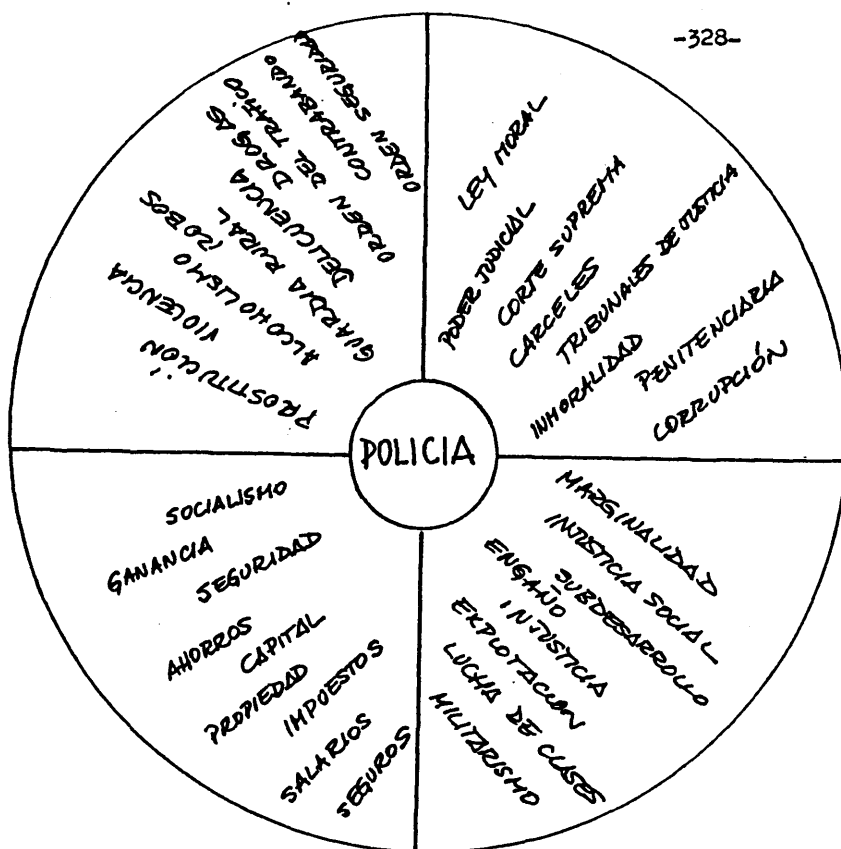 -328-
ORDEN SEGURIDAD
CONTRABANDO
ORDEN DEL TRAFICO
DROGAS
DELICUENCIA
GUARDIA RURAL
ROBOS
ALCOHOLISMO
VIOLENCIA
PROSTITUCIÓN
LEY MORAL
PODER JUDICIAL
CORTE SUPREMA
CARCELES
TRIBUNALES DE JUSTICIA
INMORALIDAD
PENITENCIARIA
CORRUPCIÓN
POLICIA
SOCIALISMO
GANANCIA
SEGURIDAD
AHORROS
CAPITAL
PROPIEDAD
IMPUESTOS
SALARIOS
SEGUROS
MARGINALIDAD
INJUSTICIA SOCIAL
SUBDESARROLLO
ENGAÑO
INJUSTICIA
EXPLOTACION
LUCHA DE CLASES
MILITARISMO